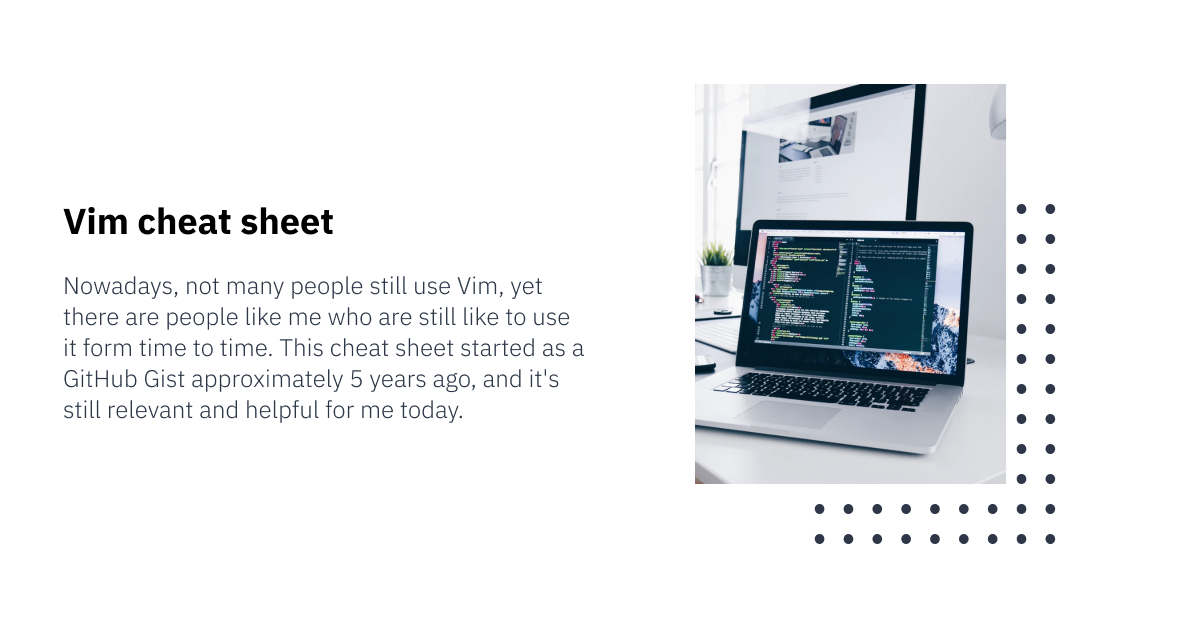 Vim cheat sheet
Nowadays, not many people still use Vim, yet
there are people like me who are still like to use
it form time to time. This cheat sheet started as a
GitHub Gist approximately 5 years ago, and it's
still relevant and helpful for me today.